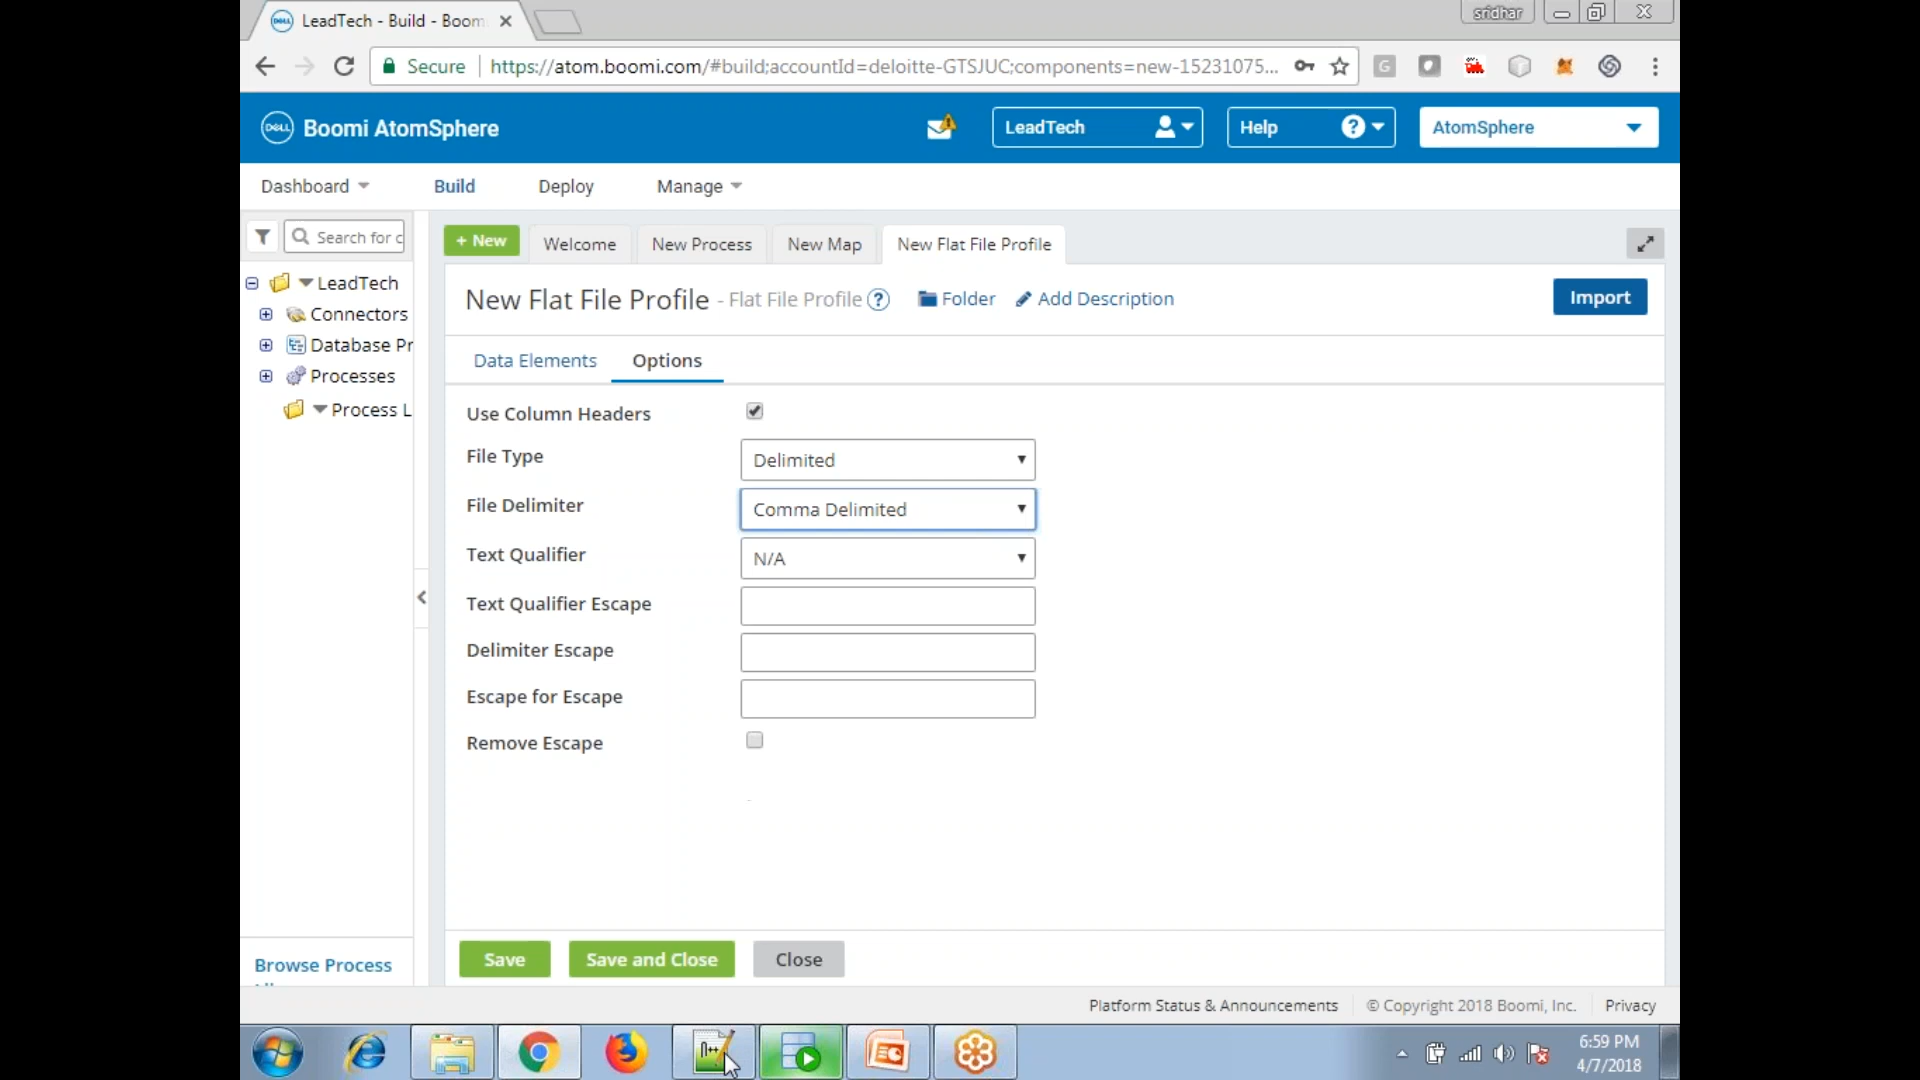 LeadTech - Build - Boom
sridhar
Secure
https://atom.boomi.com/#build;accountId=deloitte-GTSJUC;components=new-15231075...
DELL
Boomi AtomSphere
LeadTech
Help
AtomSphere
Dashboard
Build
Deploy
Manage
Search for c
+ New
Welcome
New Process
New Map
New Flat File Profile
LeadTech
Connectors
Database Pr
Processes
Process L
New Flat File Profile - Flat File Profile
Folder
Add Description
Import
Data Elements
Options
Use Column Headers
File Type
Delimited
File Delimiter
Comma Delimited
Text Qualifier
N/A
Text Qualifier Escape
Delimiter Escape
Escape for Escape
Remove Escape
Browse Process
Save
Save and Close
Close
Platform Status & Announcements
© Copyright 2018 Boomi, Inc.
Privacy
6:59 PM
4/7/2018